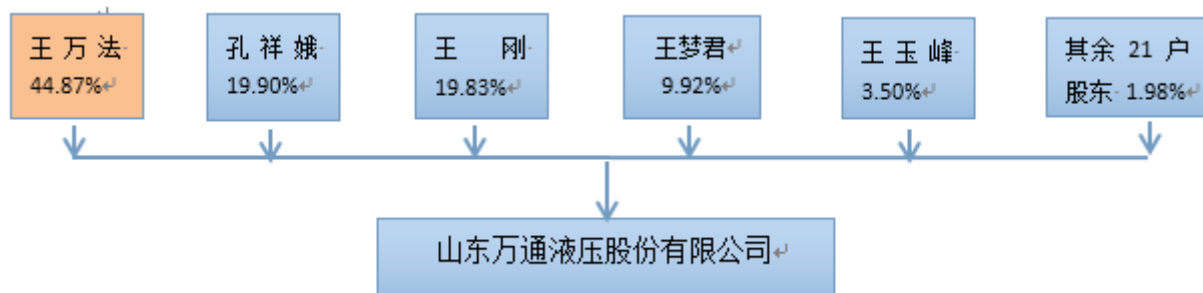 王万法
44.87%
孔祥娥
19.90%
王刚
19.83%
王梦君
9.92%
王玉峰
3.50%
其余 21 户
股东 1.98%
山东万通液压股份有限公司